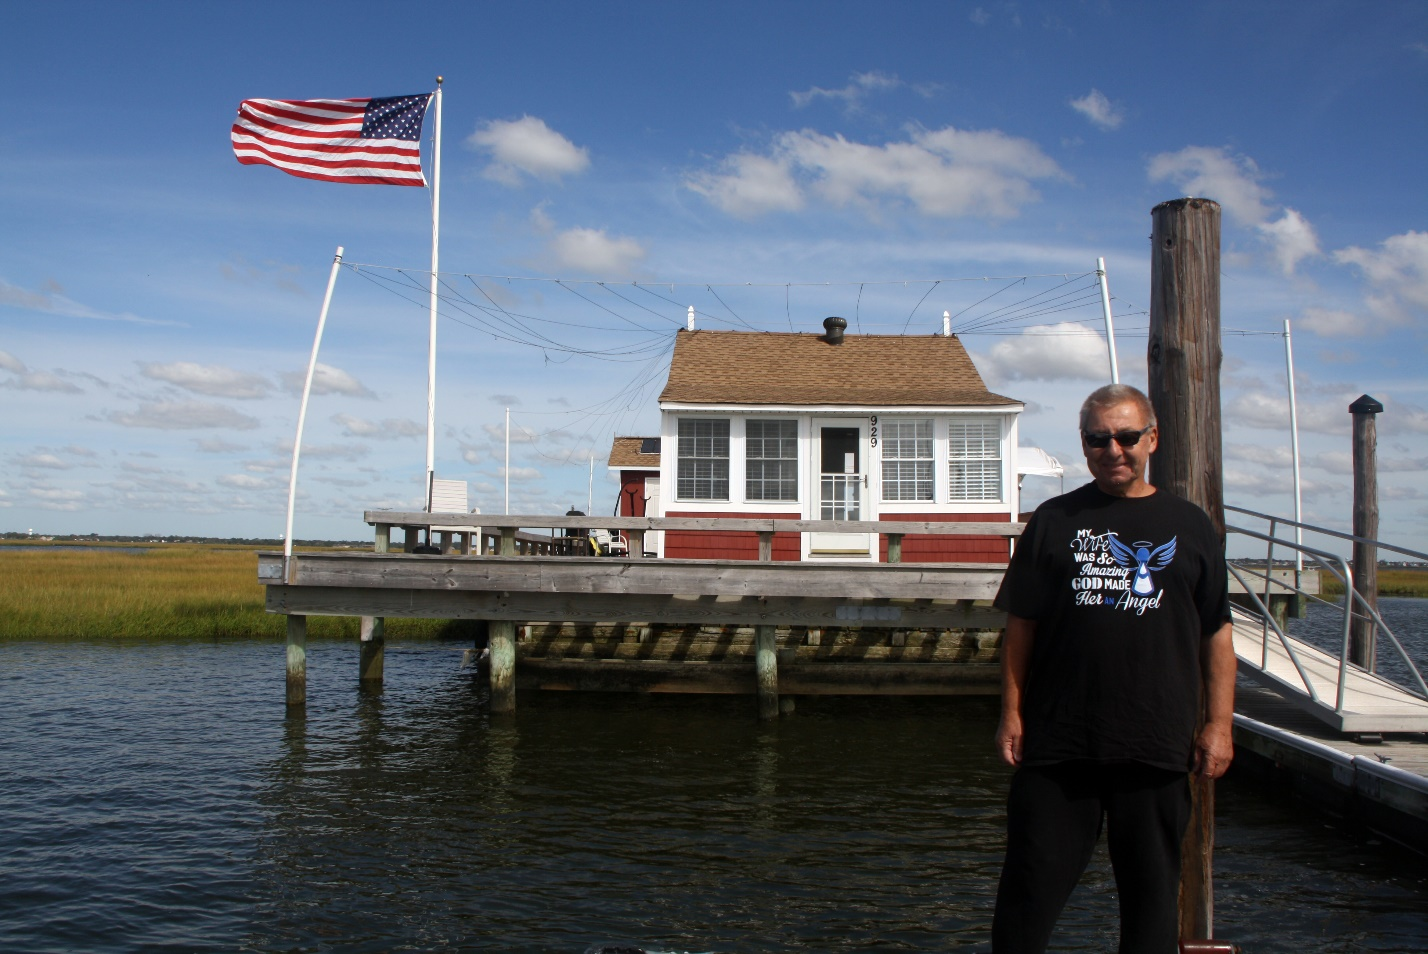 929
MY
Wife
WAS So
Amazing
GOD MADE
Her AN Angel